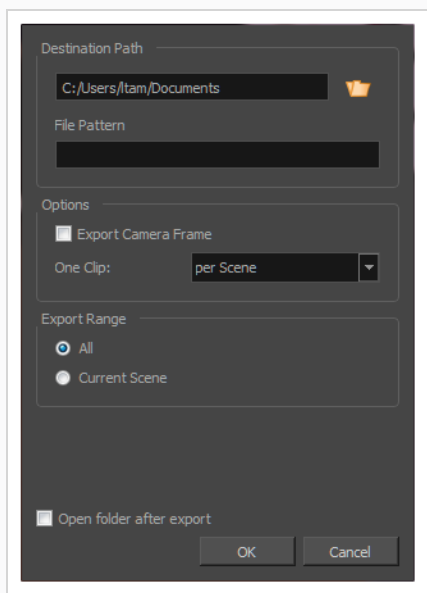 Destination Path
C:/Users/ltam/Documents
File Pattern
Options
Export Camera Frame
One Clip: per Scene
Export Range
All
Current Scene
Open folder after export
OK Cancel